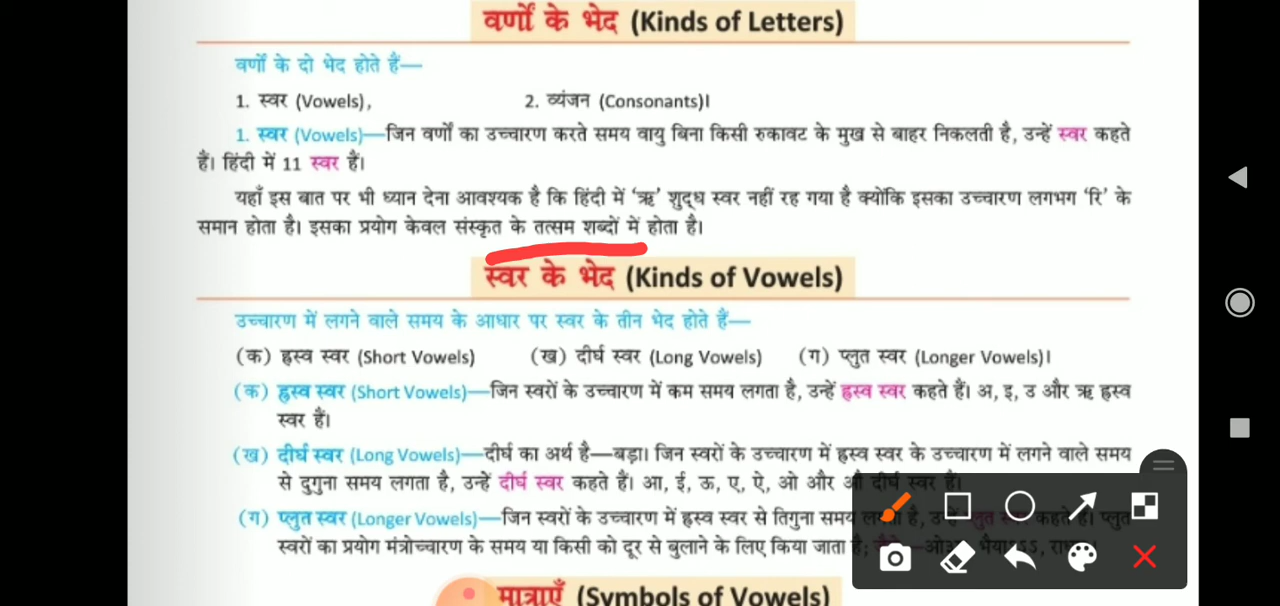 वर्णों के भेद (Kinds of Letters)
वर्णों के दो भेद होते हैं—
1. स्वर (Vowels), 2. व्यंजन (Consonants)।
1. स्वर (Vowels)—जिन वर्णों का उच्चारण करते समय वायु बिना किसी रुकावट के मुख से बाहर निकलती है, उन्हें स्वर कहते
हैं। हिंदी में 11 स्वर हैं।
यहाँ इस बात पर भी ध्यान देना आवश्यक है कि हिंदी में ‘ऋ’ शुद्ध स्वर नहीं रह गया है क्योंकि इसका उच्चारण लगभग ‘रि’ के
समान होता है। इसका प्रयोग केवल संस्कृत के तत्सम शब्दों में होता है।
स्वर के भेद (Kinds of Vowels)
उच्चारण में लगने वाले समय के आधार पर स्वर के तीन भेद होते हैं—
(क) ह्रस्व स्वर (Short Vowels) (ख) दीर्घ स्वर (Long Vowels) (ग) प्लुत स्वर (Longer Vowels)।
(क) ह्रस्व स्वर (Short Vowels)—जिन स्वरों के उच्चारण में कम समय लगता है, उन्हें ह्रस्व स्वर कहते हैं। अ, इ, उ और ऋ ह्रस्व
स्वर हैं।
(ख) दीर्घ स्वर (Long Vowels)—दीर्घ का अर्थ है—बड़ा। जिन स्वरों के उच्चारण में ह्रस्व स्वर के उच्चारण में लगने वाले समय
से दुगुना समय लगता है, उन्हें दीर्घ स्वर कहते हैं। आ, ई, ऊ, ए, ऐ, ओ और औ दीर्घ स्वर हैं।
(ग) प्लुत स्वर (Longer Vowels)—जिन स्वरों के उच्चारण में ह्रस्व स्वर से तिगुना समय लगता है, उन्हें प्लुत स्वर कहते हैं। प्लुत
स्वरों का प्रयोग मंत्रोच्चारण के समय या किसी को दूर से बुलाने के लिए किया जाता है;
मात्राएँ (Symbols of Vowels)